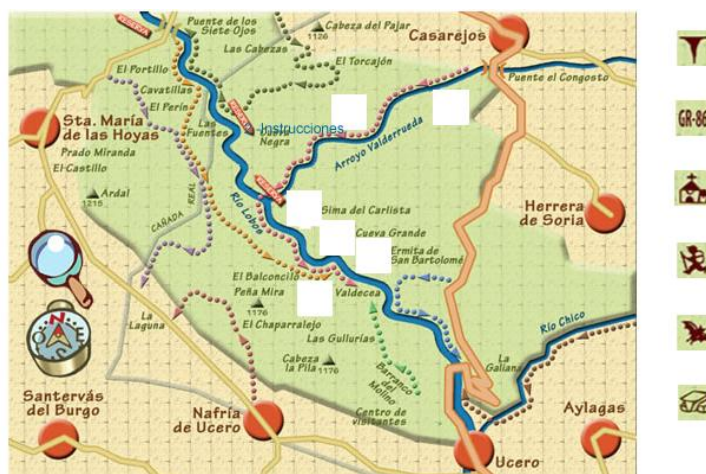 RESERVA
Puente de los
Siete Ojos
1126
Cabeza del Pajar
Casarejos
Las Cabezas
El Portillo
El Torcajón
Puente el Congosto
Cavatillas
El Perín
Las
Fuentes
RESERVA
Instrucciones
Negra
GR-86
Sta. María
de las Hoyas
Arroyo Valderrueda
Prado Miranda
El Castillo
RESERVA
Ardal
1215
CAÑADA
REAL
Río Lobos
Sima del Carlista
Herrera
de Soria
Cueva Grande
Ermita de
San Bartolomé
El Balconcillo
Peña Mira
1176
Valdecea
La
Laguna
El Chaparralejo
Río Chico
Las Gullurías
Cabeza
la Pila
1176
La
Galiana
Barranco
del
Molino
N
E
S
O
Santervás
del Burgo
Nafría
de Ucero
Centro de
visitantes
Aylagas
Ucero